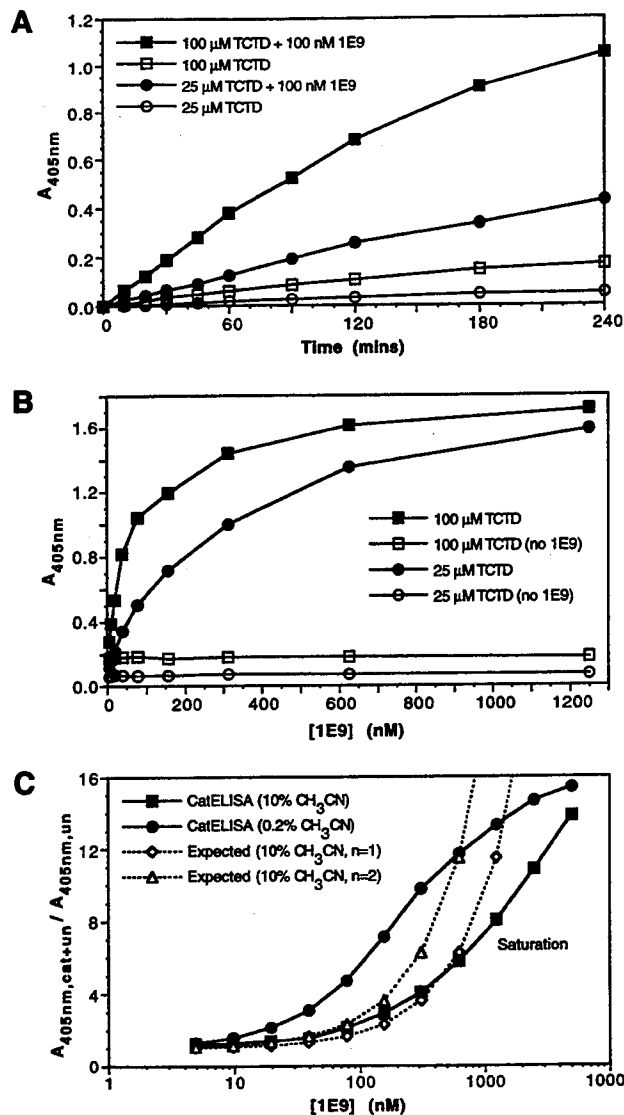 A
1.2
1.0
0.8
0.6
0.4
0.2
0.0
A405nm
100 μM TCTD + 100 nM 1E9
100 μM TCTD
25 μM TCTD + 100 nM 1E9
25 μM TCTD
0 60 120 180 240
Time (mins)
B
1.6
1.2
0.8
0.4
0.0
A405nm
100 μM TCTD
100 μM TCTD (no 1E9)
25 μM TCTD
25 μM TCTD (no 1E9)
0 200 400 600 800 1000 1200
[1E9] (nM)
C
16
12
8
4
0
A405nm,cat+un / A405nm,un
CatELISA (10% CH3CN)
CatELISA (0.2% CH3CN)
Expected (10% CH3CN, n=1)
Expected (10% CH3CN, n=2)
Saturation
1 10 100 1000 1000
[1E9] (nM)